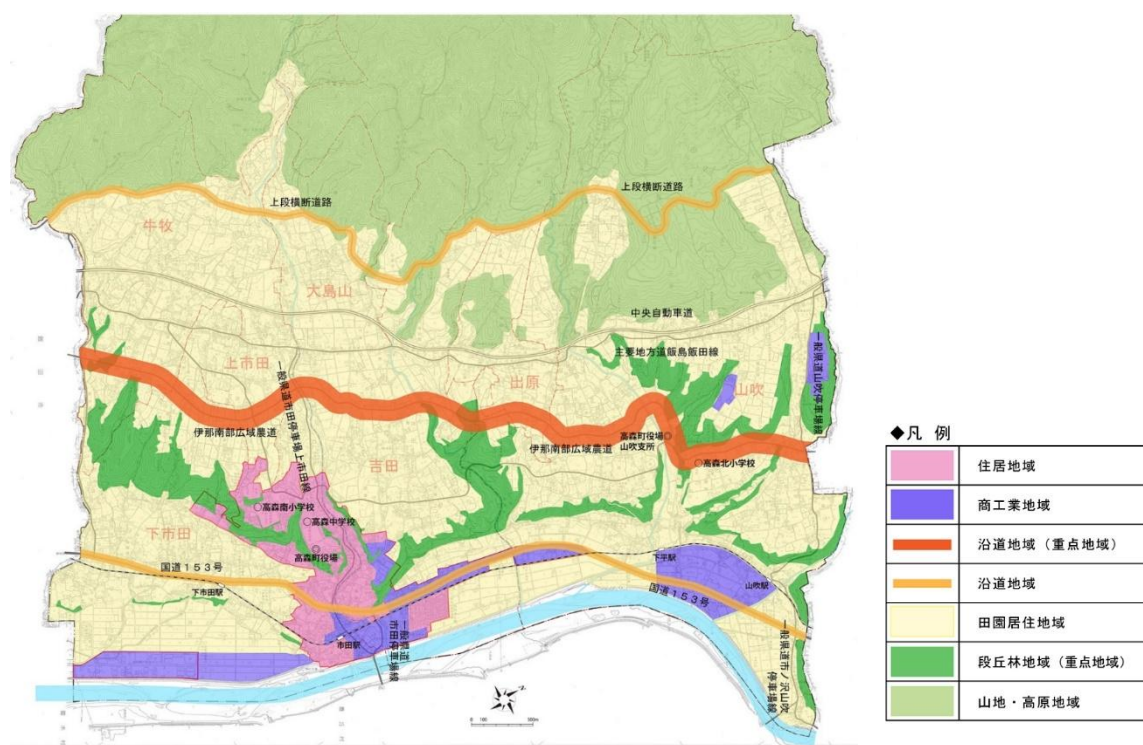 上段横断道路
上段横断道路
牛牧
大島山
中央自動車道
主要地方道飯島飯田線
一般県道山吹停車場線
上市田
出原
山吹
一般県道市田停車場上市田線
伊那南部広域農道
伊那南部広域農道
高森町役場
山吹支所
高森北小学校
吉田
高森南小学校
高森中学校
下市田
高森町役場
国道153号
下市田駅
下平駅
山吹駅
国道153号
市田駅
一般県道
市田停車場線
一般県道市ノ沢山吹
停車場線
0 100 500m
◆凡 例
住居地域
商工業地域
沿道地域（重点地域）
沿道地域
田園居住地域
段丘林地域（重点地域）
山地・高原地域